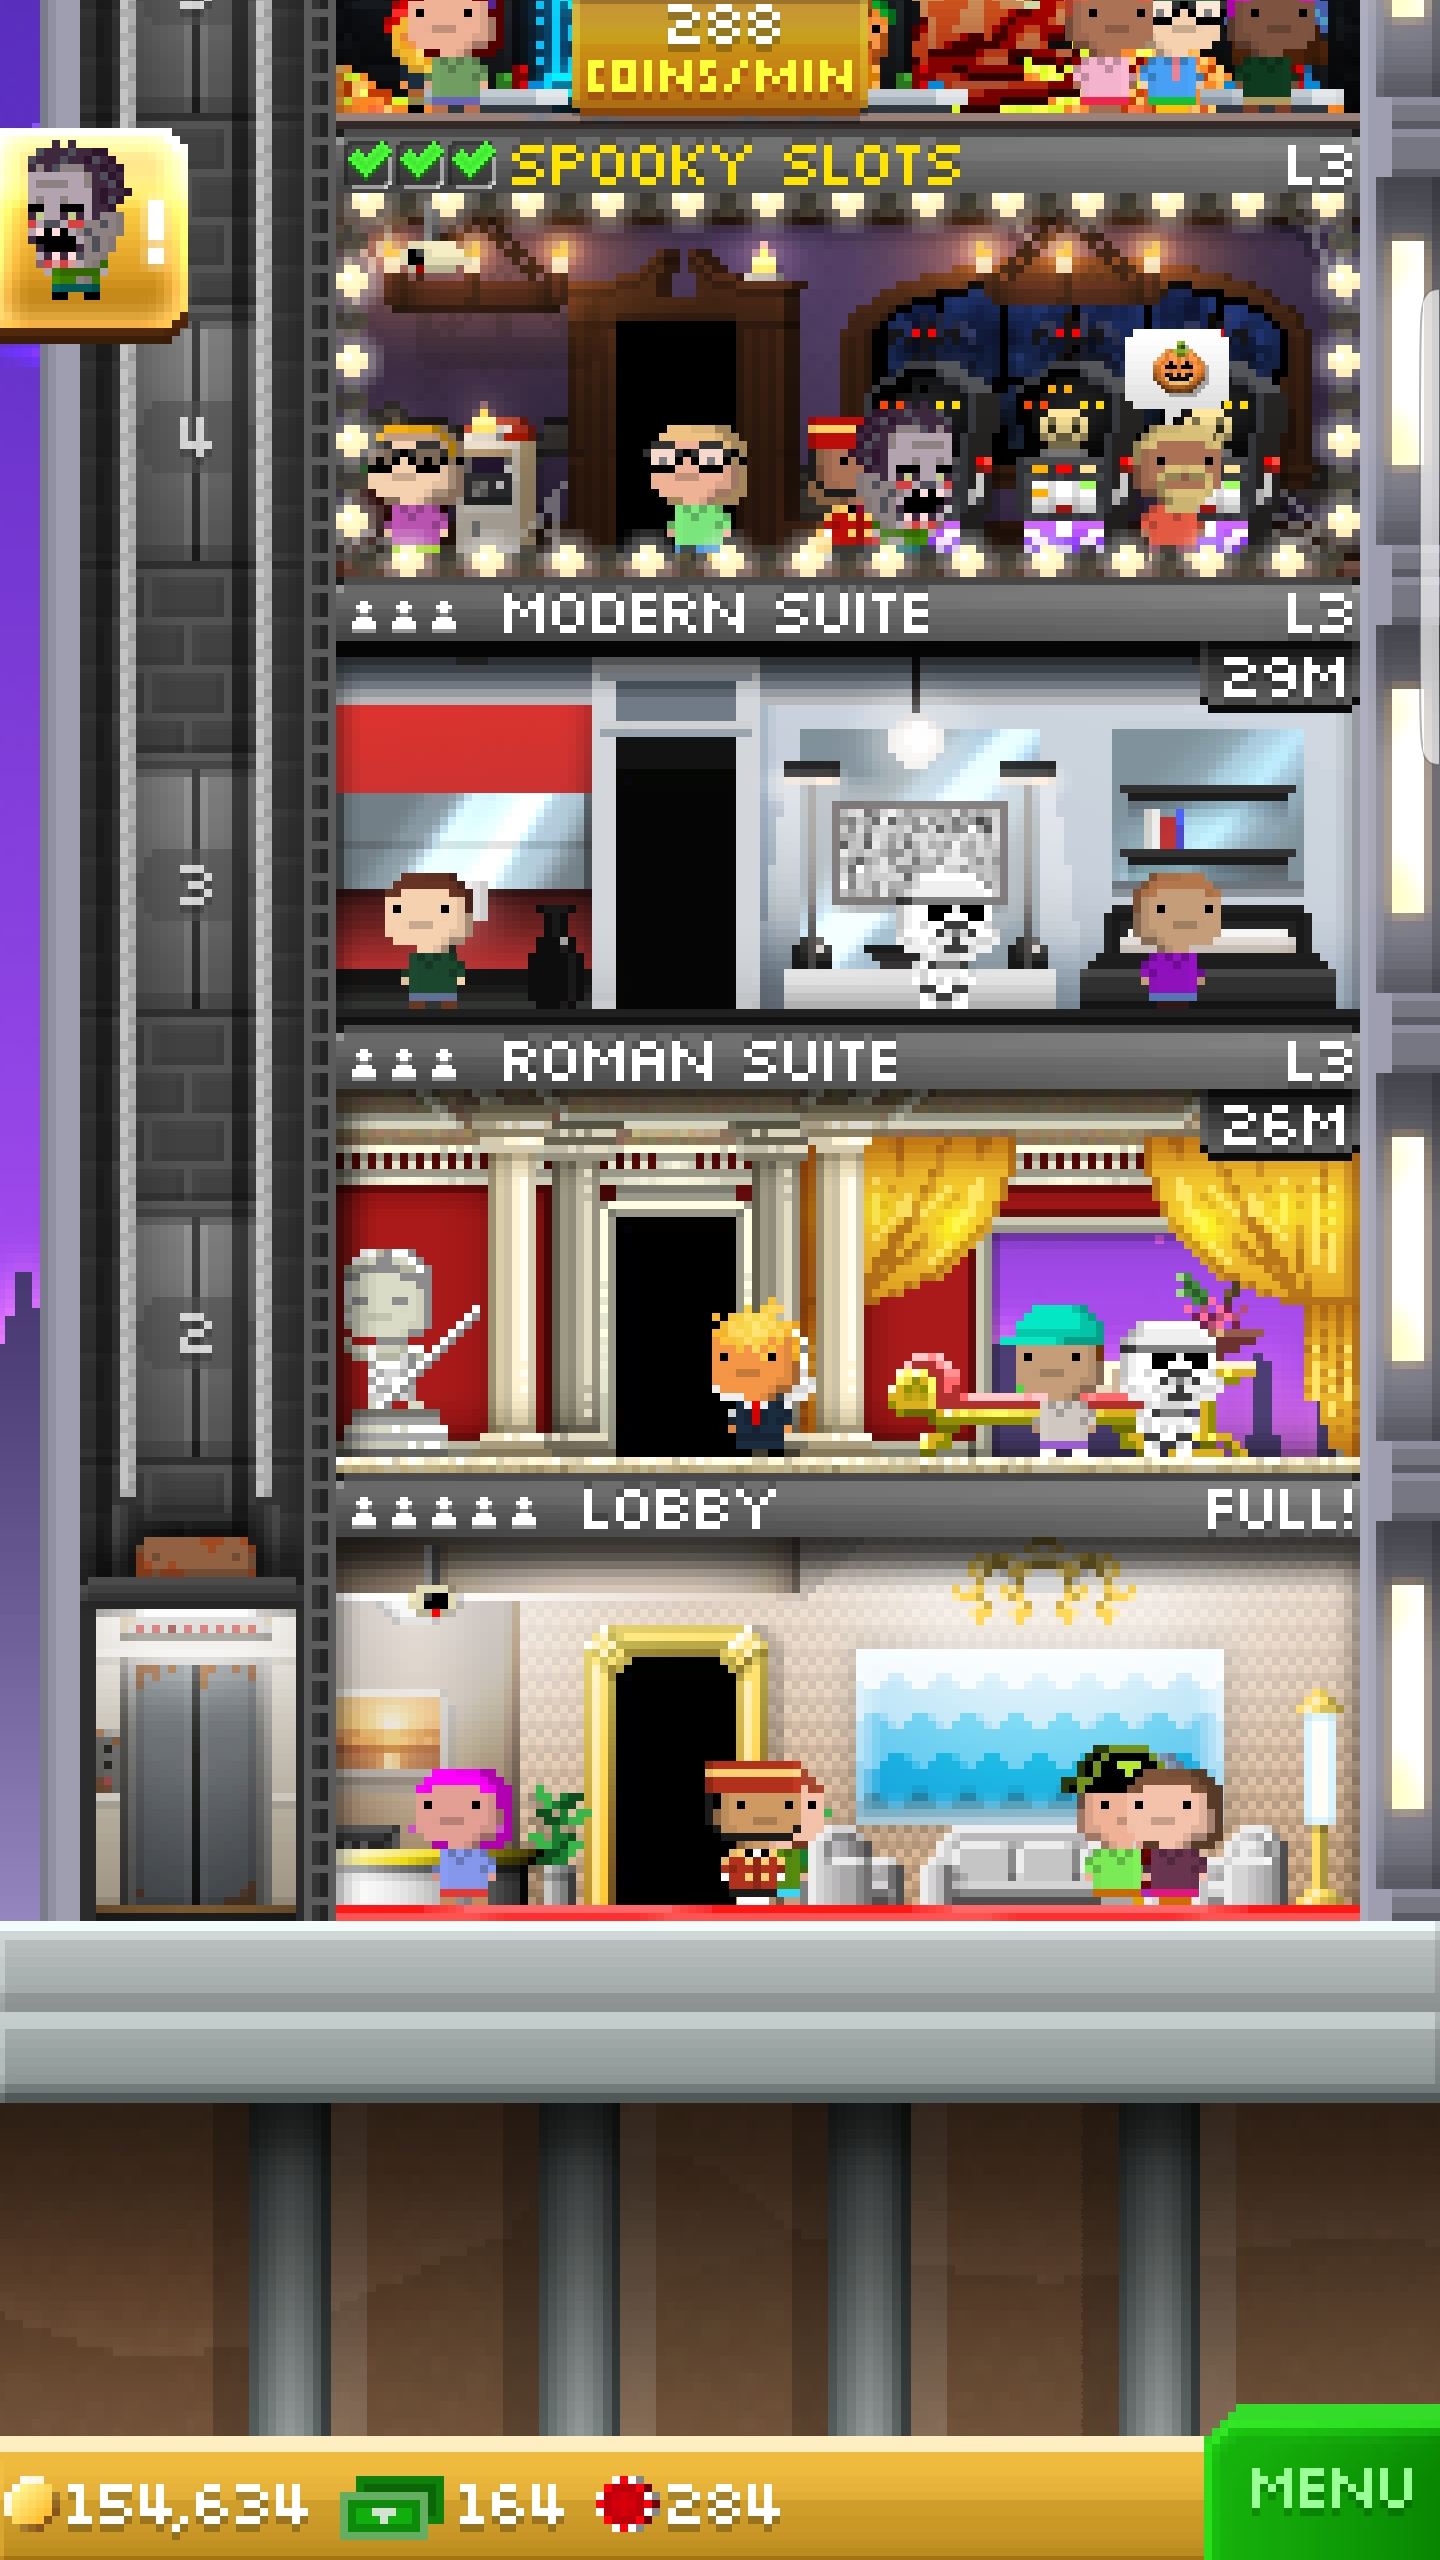 288
COINS/MIN
SPOOKY SLOTS L3
!
4
MODERN SUITE L3
29M
3
ROMAN SUITE L3
26M
2
LOBBY FULL!
154,634 164 284
MENU